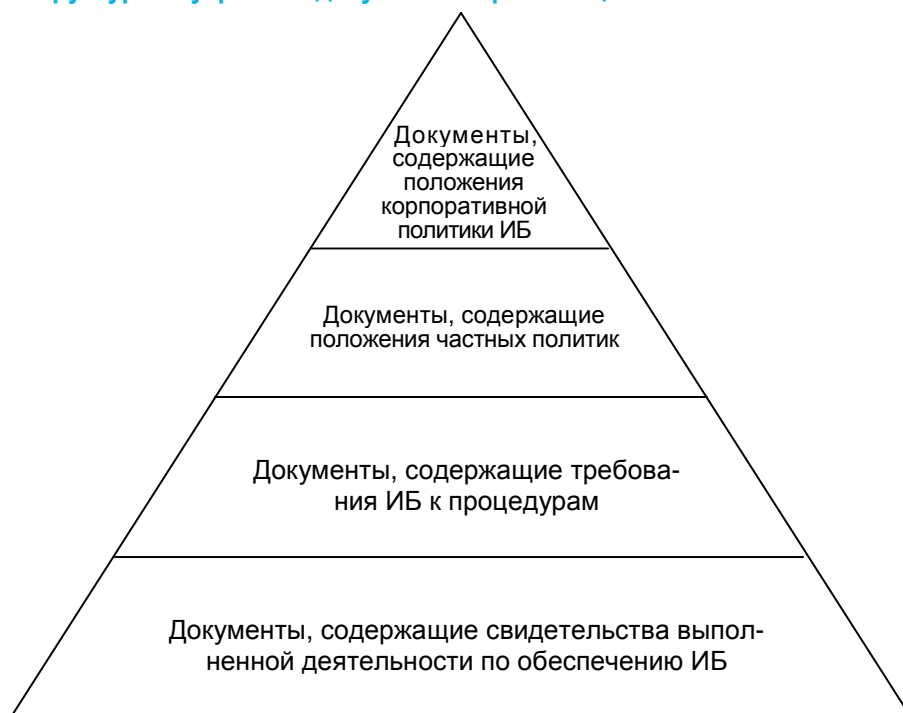 Документы,
содержащие
положения
корпоративной
политики ИБ
Документы, содержащие
положения частных политик
Документы, содержащие требова-
ния ИБ к процедурам
Документы, содержащие свидетельства выпол-
ненной деятельности по обеспечению ИБ